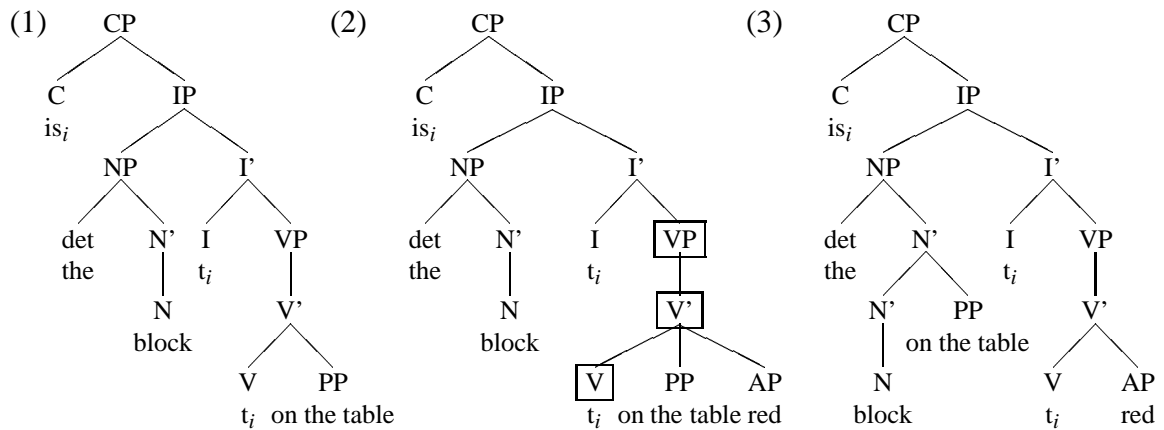 (1) CP (2) CP (3) CP
C IP C IP C IP
is_i is_i is_i
NP I' NP I' NP I'
det N' I VP det N' I VP det N' I VP
the t_i the t_i the t_i
N V' N V' N' PP V'
block block on the table
V PP V PP AP N V AP
t_i on the table t_i on the table red block t_i red